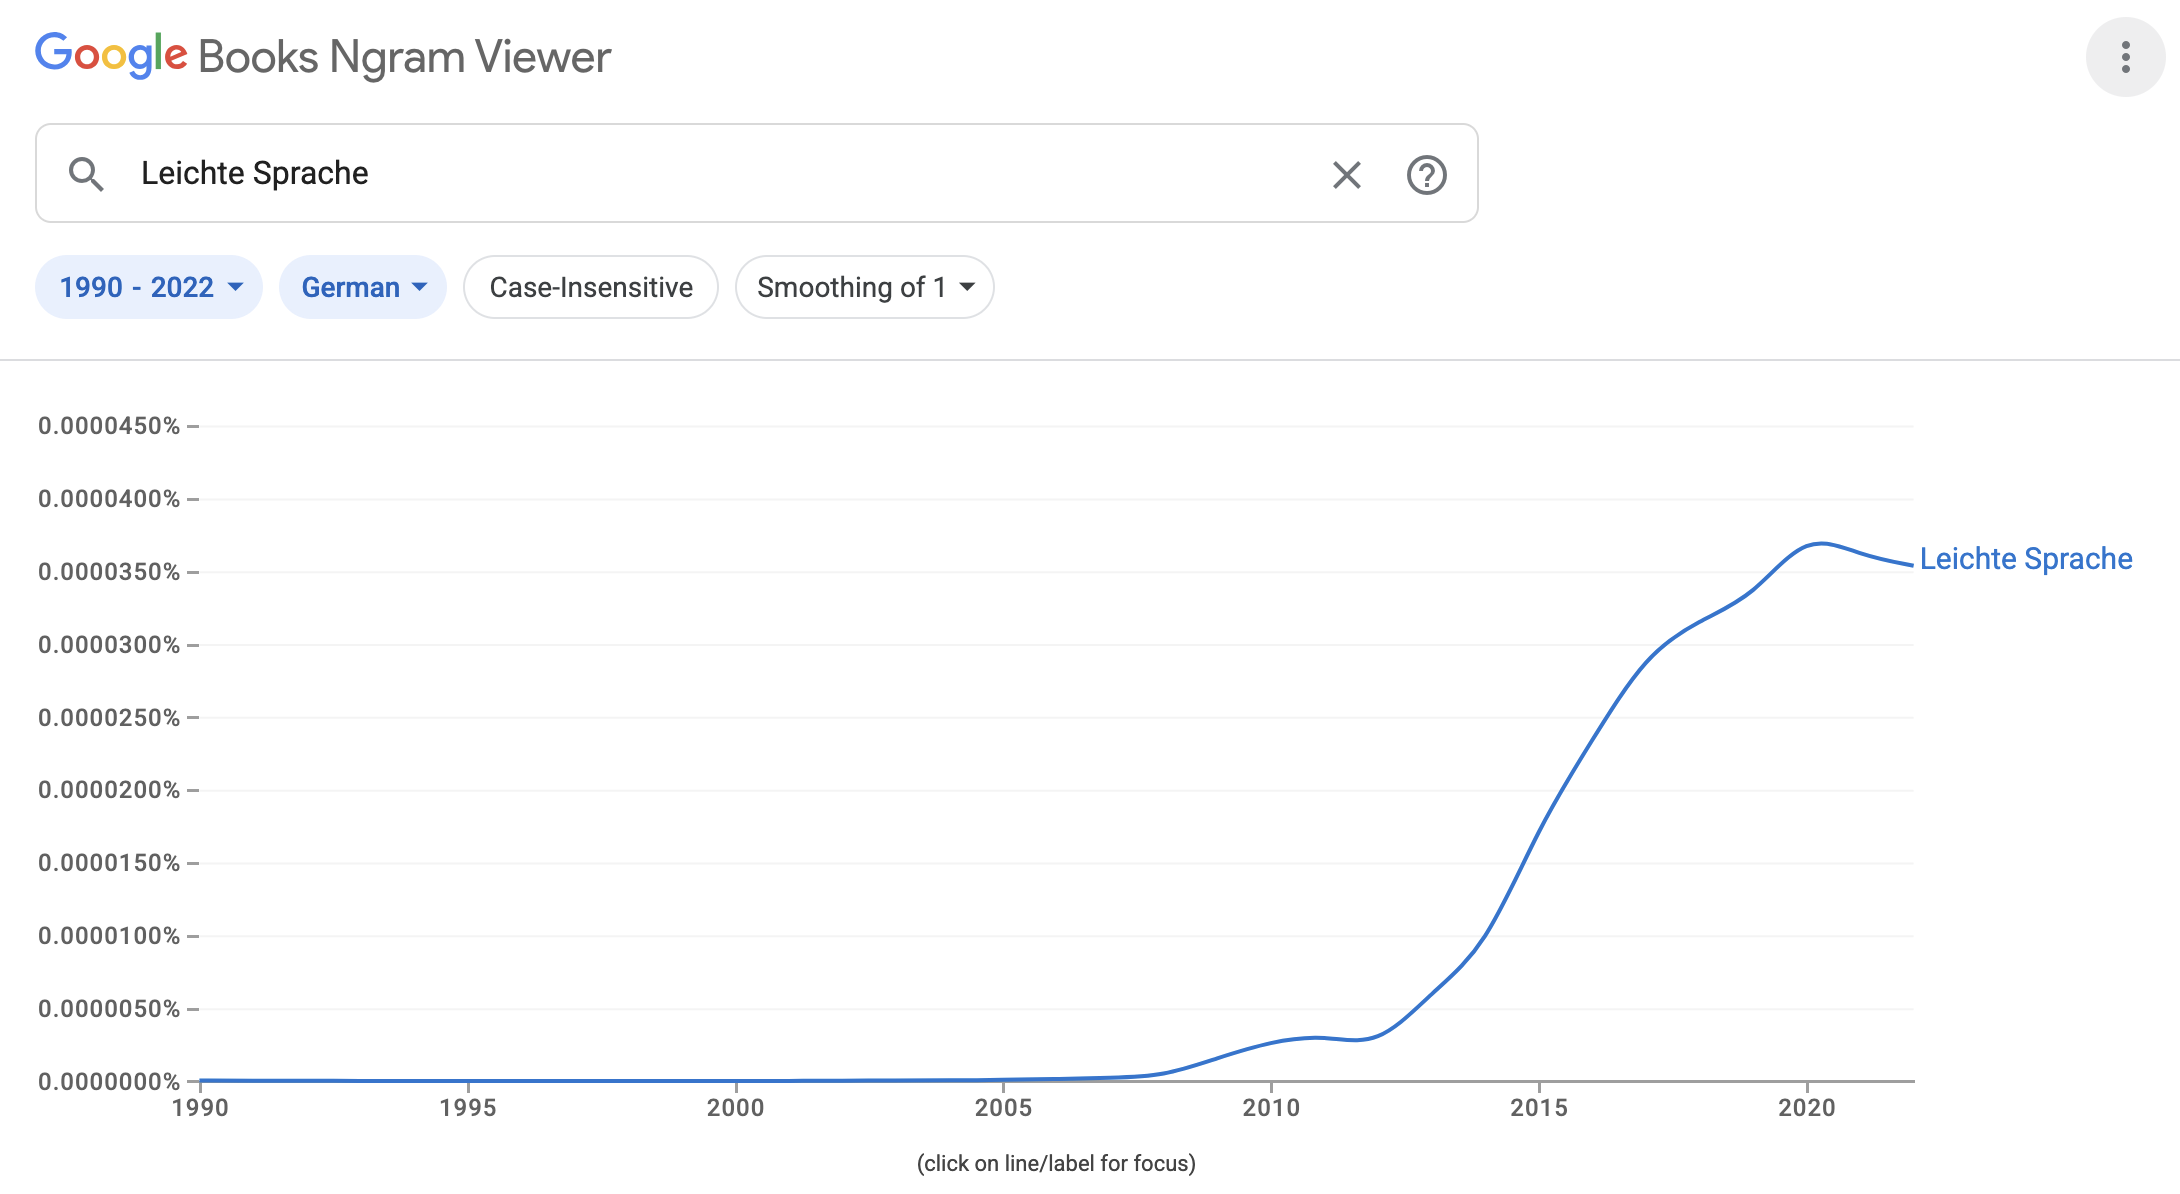 Google Books Ngram Viewer
Leichte Sprache
1990 - 2022 German Case-Insensitive Smoothing of 1
0.0000450%
0.0000400%
0.0000350%
0.0000300%
0.0000250%
0.0000200%
0.0000150%
0.0000100%
0.0000050%
0.0000000%
Leichte Sprache
1990 1995 2000 2005 2010 2015 2020
(click on line/label for focus)